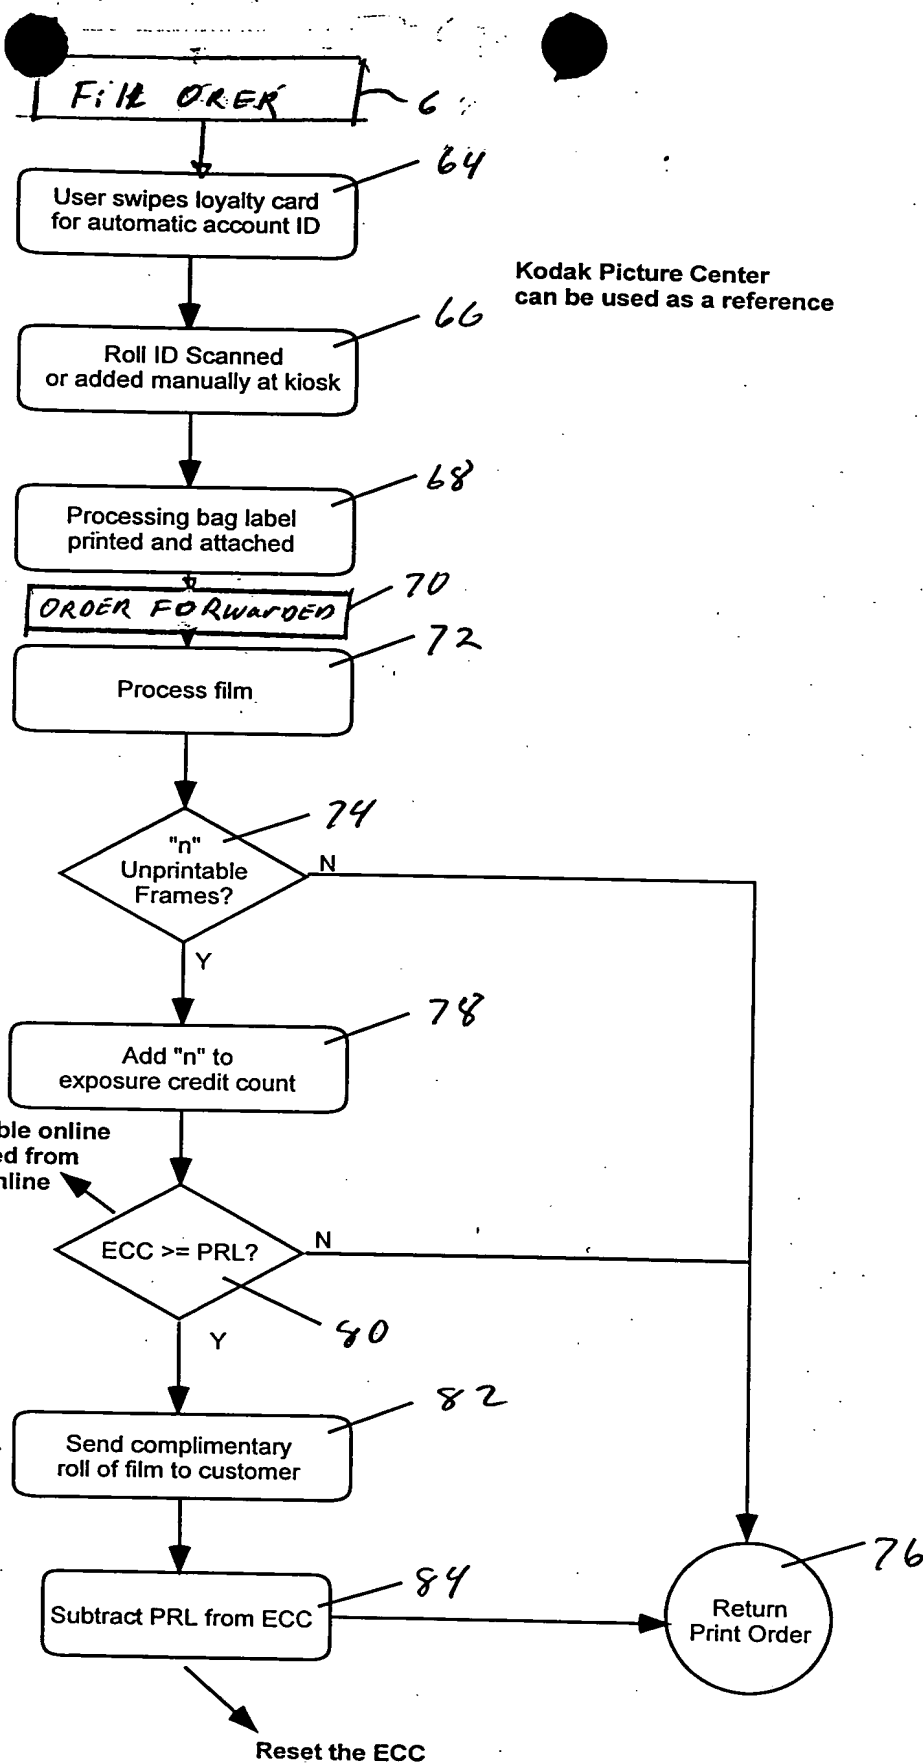 ORER
6
64
User swipes loyalty card
for automatic account ID
Kodak Picture Center
can be used as a reference
66
Roll ID Scanned
or added manually at kiosk
68
Processing bag label
printed and attached
70
ORDER FORWARDED
72
Process film
74
"n"
Unprintable
Frames?
N
Y
78
Add "n" to
exposure credit count
ble online
ed from
nline
ECC >= PRL?
N
80
Y
82
Send complimentary
roll of film to customer
84
76
Subtract PRL from ECC
Return
Print Order
Reset the ECC